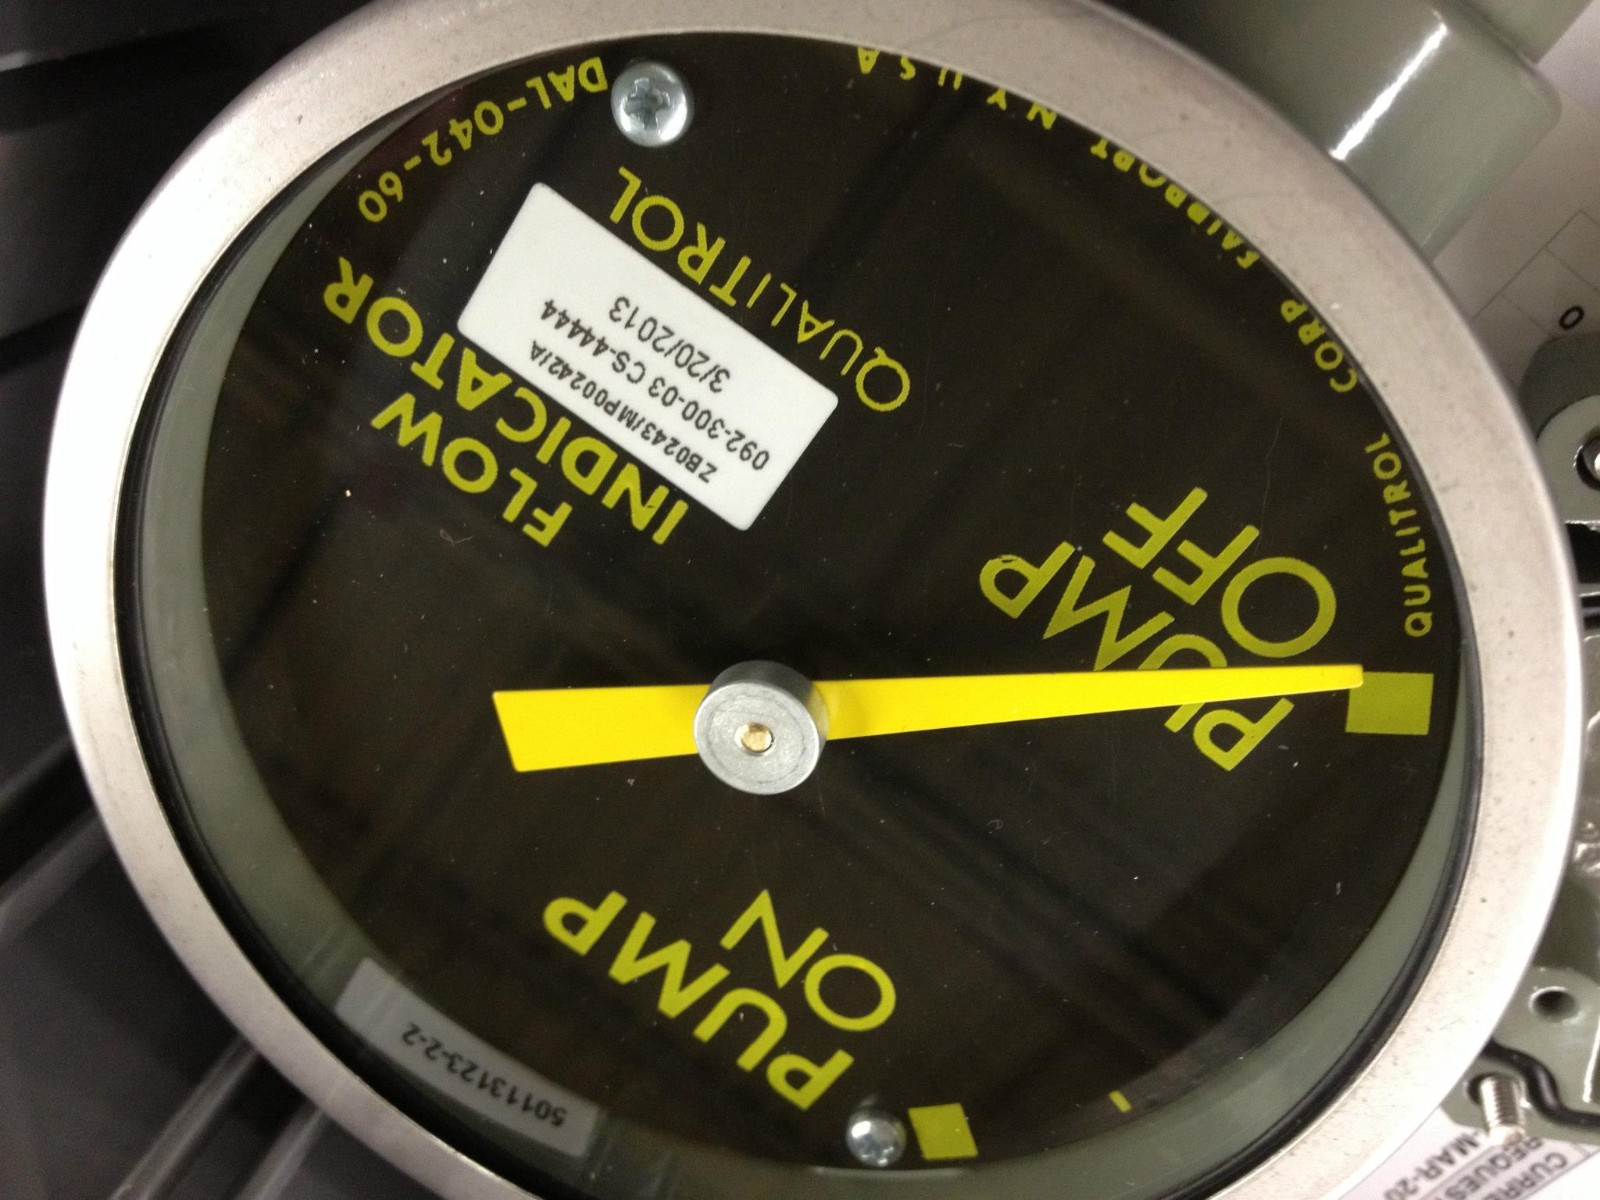 PUMP
ON
PUMP
OFF
FLOW
INDICATOR
ZB0243/MP00242/A
092-300-03 CS-44444
3/20/2013
QUALITROL
QUALITROL CORP FAIRPORT N Y U S A
DAL-042-60
50113123-2-2
0